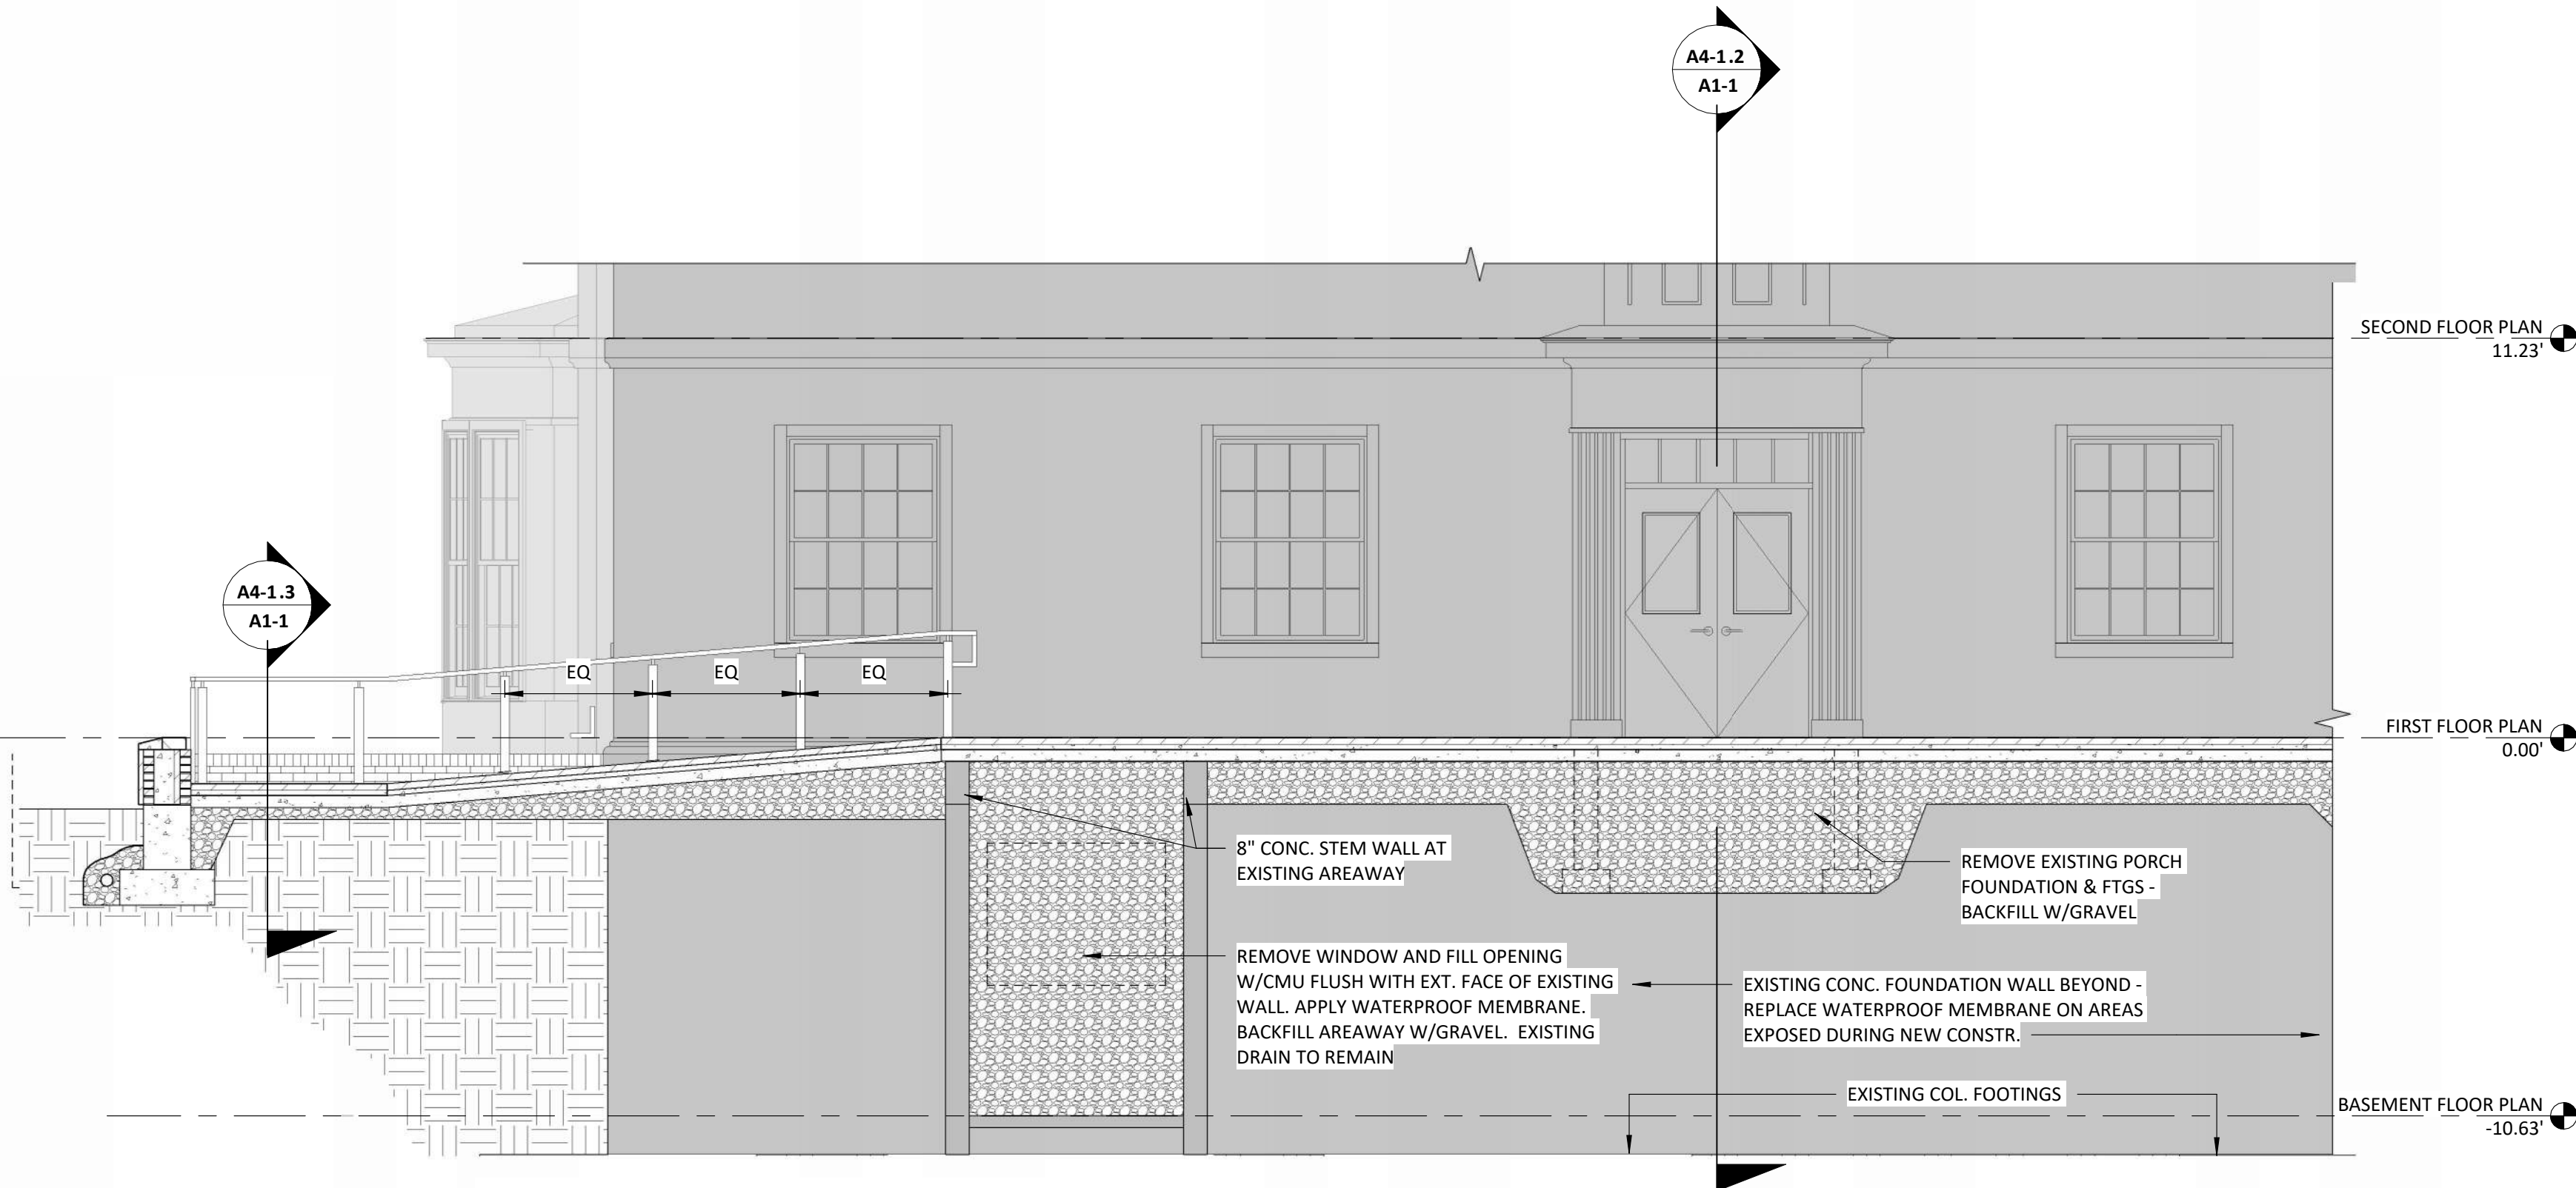 A4-1.2
A1-1
SECOND FLOOR PLAN
11.23'
A4-1.3
A1-1
EQ
EQ
EQ
FIRST FLOOR PLAN
0.00'
8" CONC. STEM WALL AT
EXISTING AREAWAY
REMOVE EXISTING PORCH
FOUNDATION & FTGS -
BACKFILL W/GRAVEL
REMOVE WINDOW AND FILL OPENING
W/CMU FLUSH WITH EXT. FACE OF EXISTING
WALL. APPLY WATERPROOF MEMBRANE.
BACKFILL AREAWAY W/GRAVEL. EXISTING
DRAIN TO REMAIN
EXISTING CONC. FOUNDATION WALL BEYOND -
REPLACE WATERPROOF MEMBRANE ON AREAS
EXPOSED DURING NEW CONSTR.
EXISTING COL. FOOTINGS
BASEMENT FLOOR PLAN
-10.63'